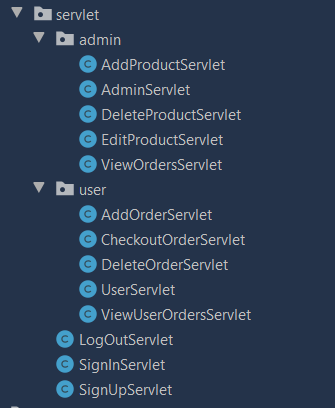 servlet
admin
C AddProductServlet
C AdminServlet
C DeleteProductServlet
C EditProductServlet
C ViewOrdersServlet
user
C AddOrderServlet
C CheckoutOrderServlet
C DeleteOrderServlet
C UserServlet
C ViewUserOrdersServlet
C LogOutServlet
C SignInServlet
C SignUpServlet